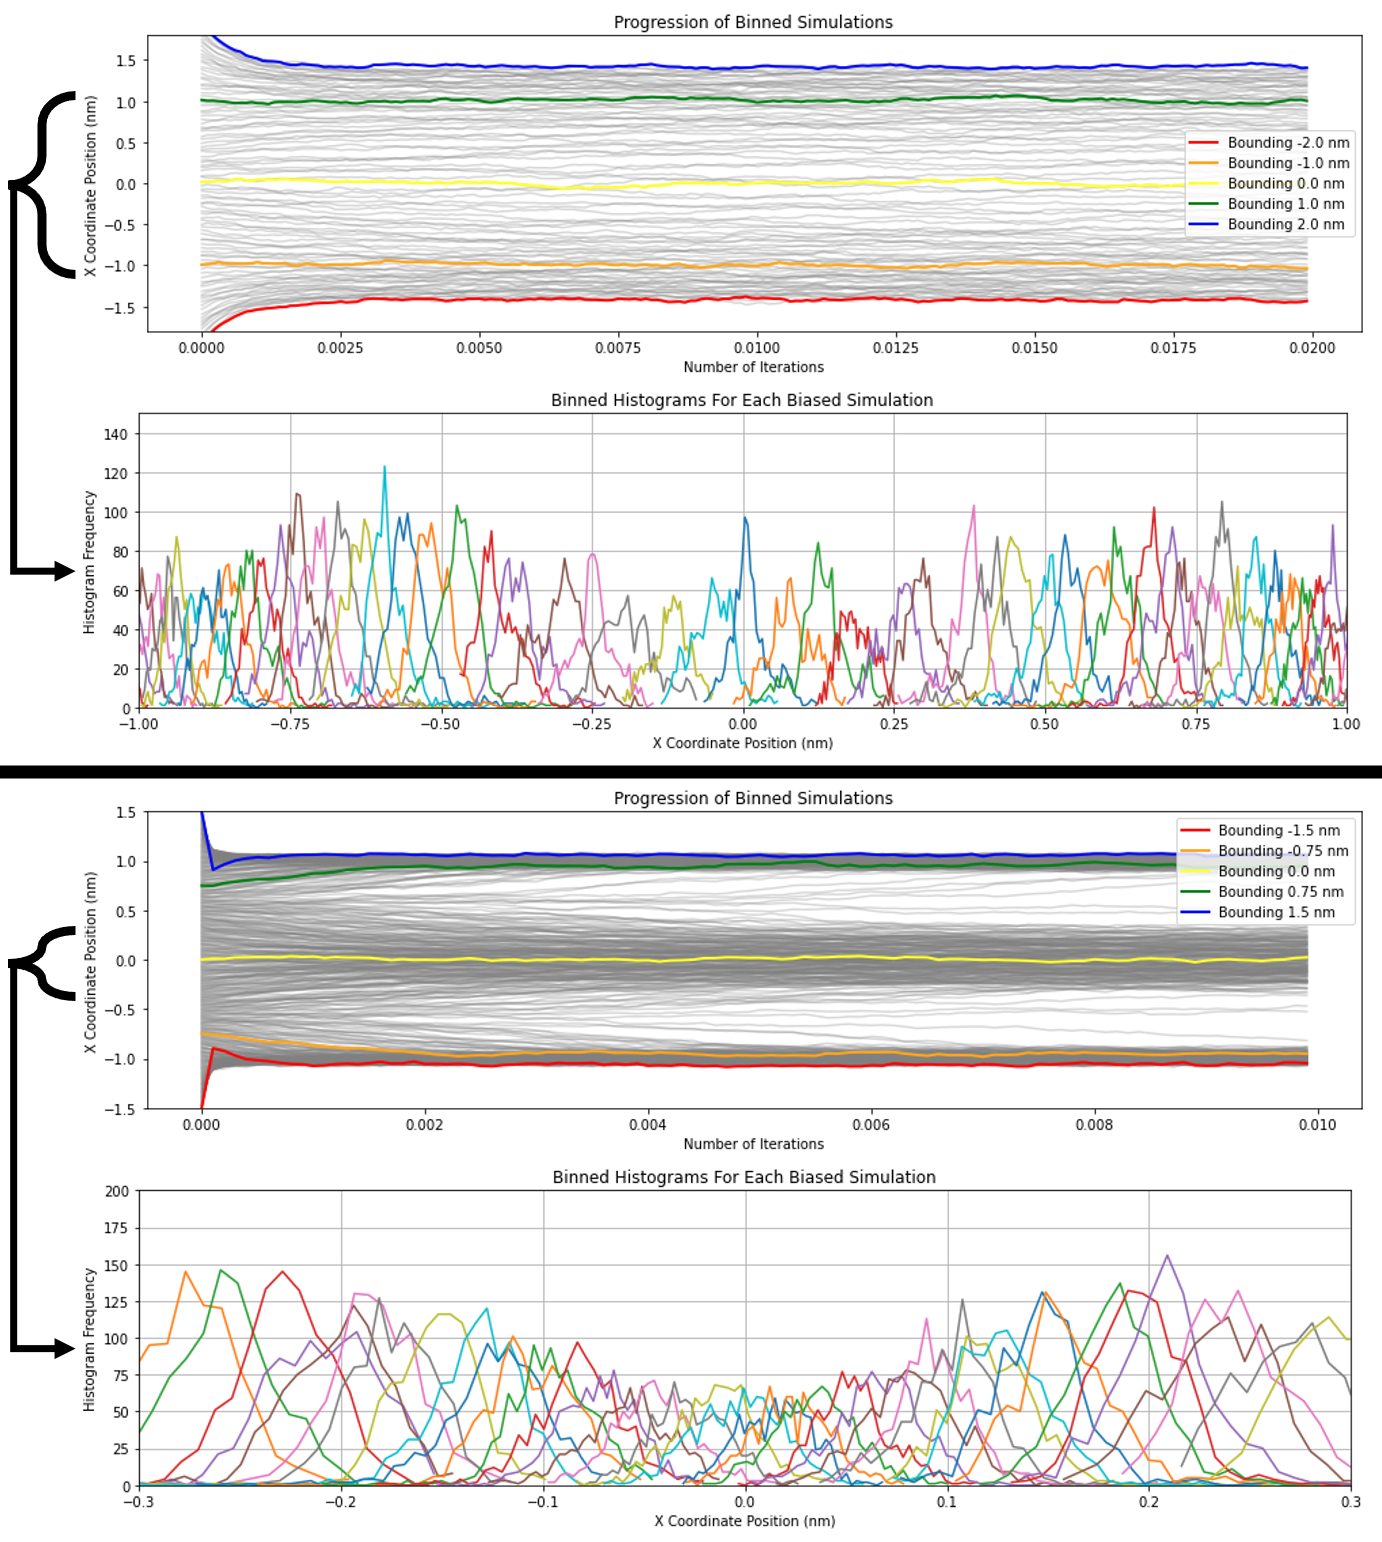 Progression of Binned Simulations
X Coordinate Position (nm)
1.5
1.0
0.5
0.0
−0.5
−1.0
−1.5
Bounding -2.0 nm
Bounding -1.0 nm
Bounding 0.0 nm
Bounding 1.0 nm
Bounding 2.0 nm
0.0000 0.0025 0.0050 0.0075 0.0100 0.0125 0.0150 0.0175 0.0200
Number of Iterations
Binned Histograms For Each Biased Simulation
Histogram Frequency
140
120
100
80
60
40
20
0
−1.00 −0.75 −0.50 −0.25 0.00 0.25 0.50 0.75 1.00
X Coordinate Position (nm)
Progression of Binned Simulations
X Coordinate Position (nm)
1.5
1.0
0.5
0.0
−0.5
−1.0
−1.5
Bounding -1.5 nm
Bounding -0.75 nm
Bounding 0.0 nm
Bounding 0.75 nm
Bounding 1.5 nm
0.000 0.002 0.004 0.006 0.008 0.010
Number of Iterations
Binned Histograms For Each Biased Simulation
Histogram Frequency
200
175
150
125
100
75
50
25
0
−0.3 −0.2 −0.1 0.0 0.1 0.2 0.3
X Coordinate Position (nm)